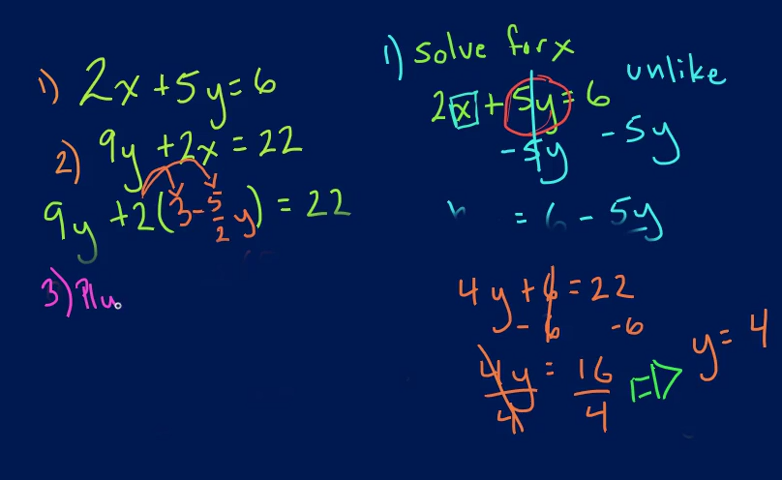 1) 2x + 5y = 6
2) 9y + 2x = 22
9y + 2(3 - 5/2 y) = 22
3) Plu
1) solve for x
2x + 5y = 6 unlike
-5y -5y
= 6 - 5y
4y + 6 = 22
-6 -6
4y/4 = 16/4 ⇒ y = 4